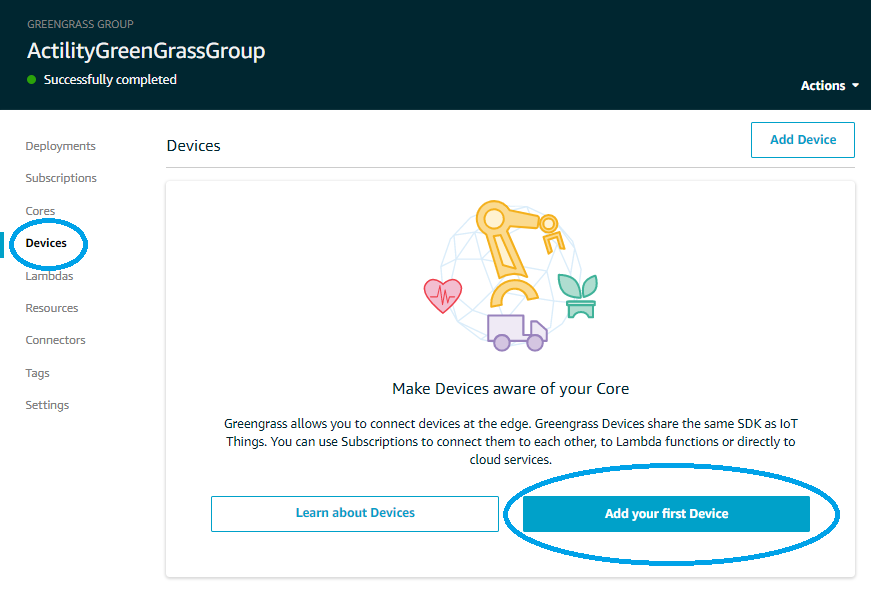 GREENGRASS GROUP
ActilityGreenGrassGroup
Successfully completed
Actions
Deployments
Subscriptions
Cores
Devices
Lambdas
Resources
Connectors
Tags
Settings
Devices
Add Device
Make Devices aware of your Core
Greengrass allows you to connect devices at the edge. Greengrass Devices share the same SDK as IoT
Things. You can use Subscriptions to connect them to each other, to Lambda functions or directly to
cloud services.
Learn about Devices
Add your first Device